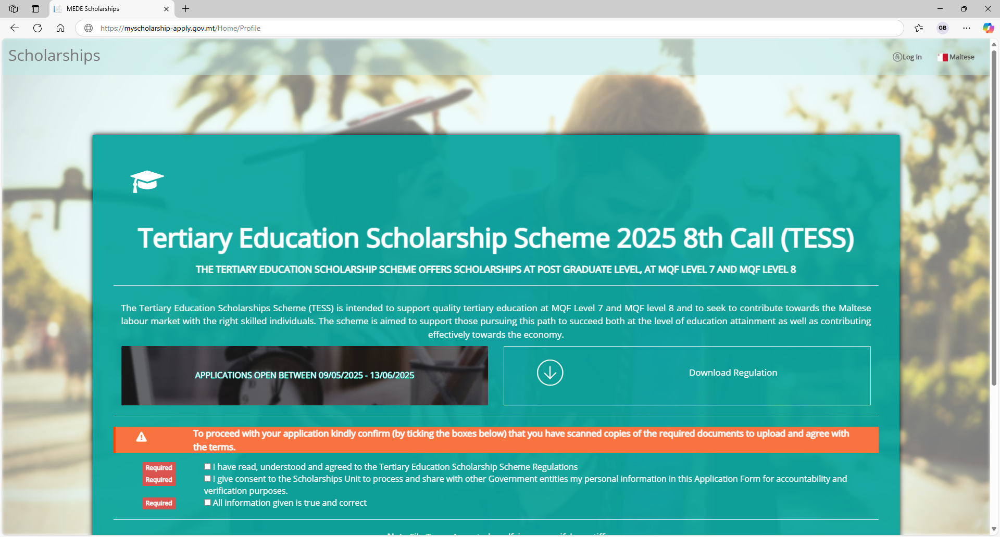 MEDE Scholarships
https://myscholarship-apply.gov.mt/Home/Profile
GB
Scholarships
Log In
Maltese
Tertiary Education Scholarship Scheme 2025 8th Call (TESS)
THE TERTIARY EDUCATION SCHOLARSHIP SCHEME OFFERS SCHOLARSHIPS AT POST GRADUATE LEVEL, AT MQF LEVEL 7 AND MQF LEVEL 8
The Tertiary Education Scholarships Scheme (TESS) is intended to support quality tertiary education at MQF Level 7 and MQF level 8 and to seek to contribute towards the Maltese
labour market with the right skilled individuals. The scheme is aimed to support those pursuing this path to succeed both at the level of education attainment as well as contributing
effectively towards the economy.
APPLICATIONS OPEN BETWEEN 09/05/2025 - 13/06/2025
Download Regulation
To proceed with your application kindly confirm (by ticking the boxes below) that you have scanned copies of the required documents to upload and agree with
the terms.
Required
I have read, understood and agreed to the Tertiary Education Scholarship Scheme Regulations
Required
I give consent to the Scholarships Unit to process and share with other Government entities my personal information in this Application Form for accountability and
verification purposes.
Required
All information given is true and correct